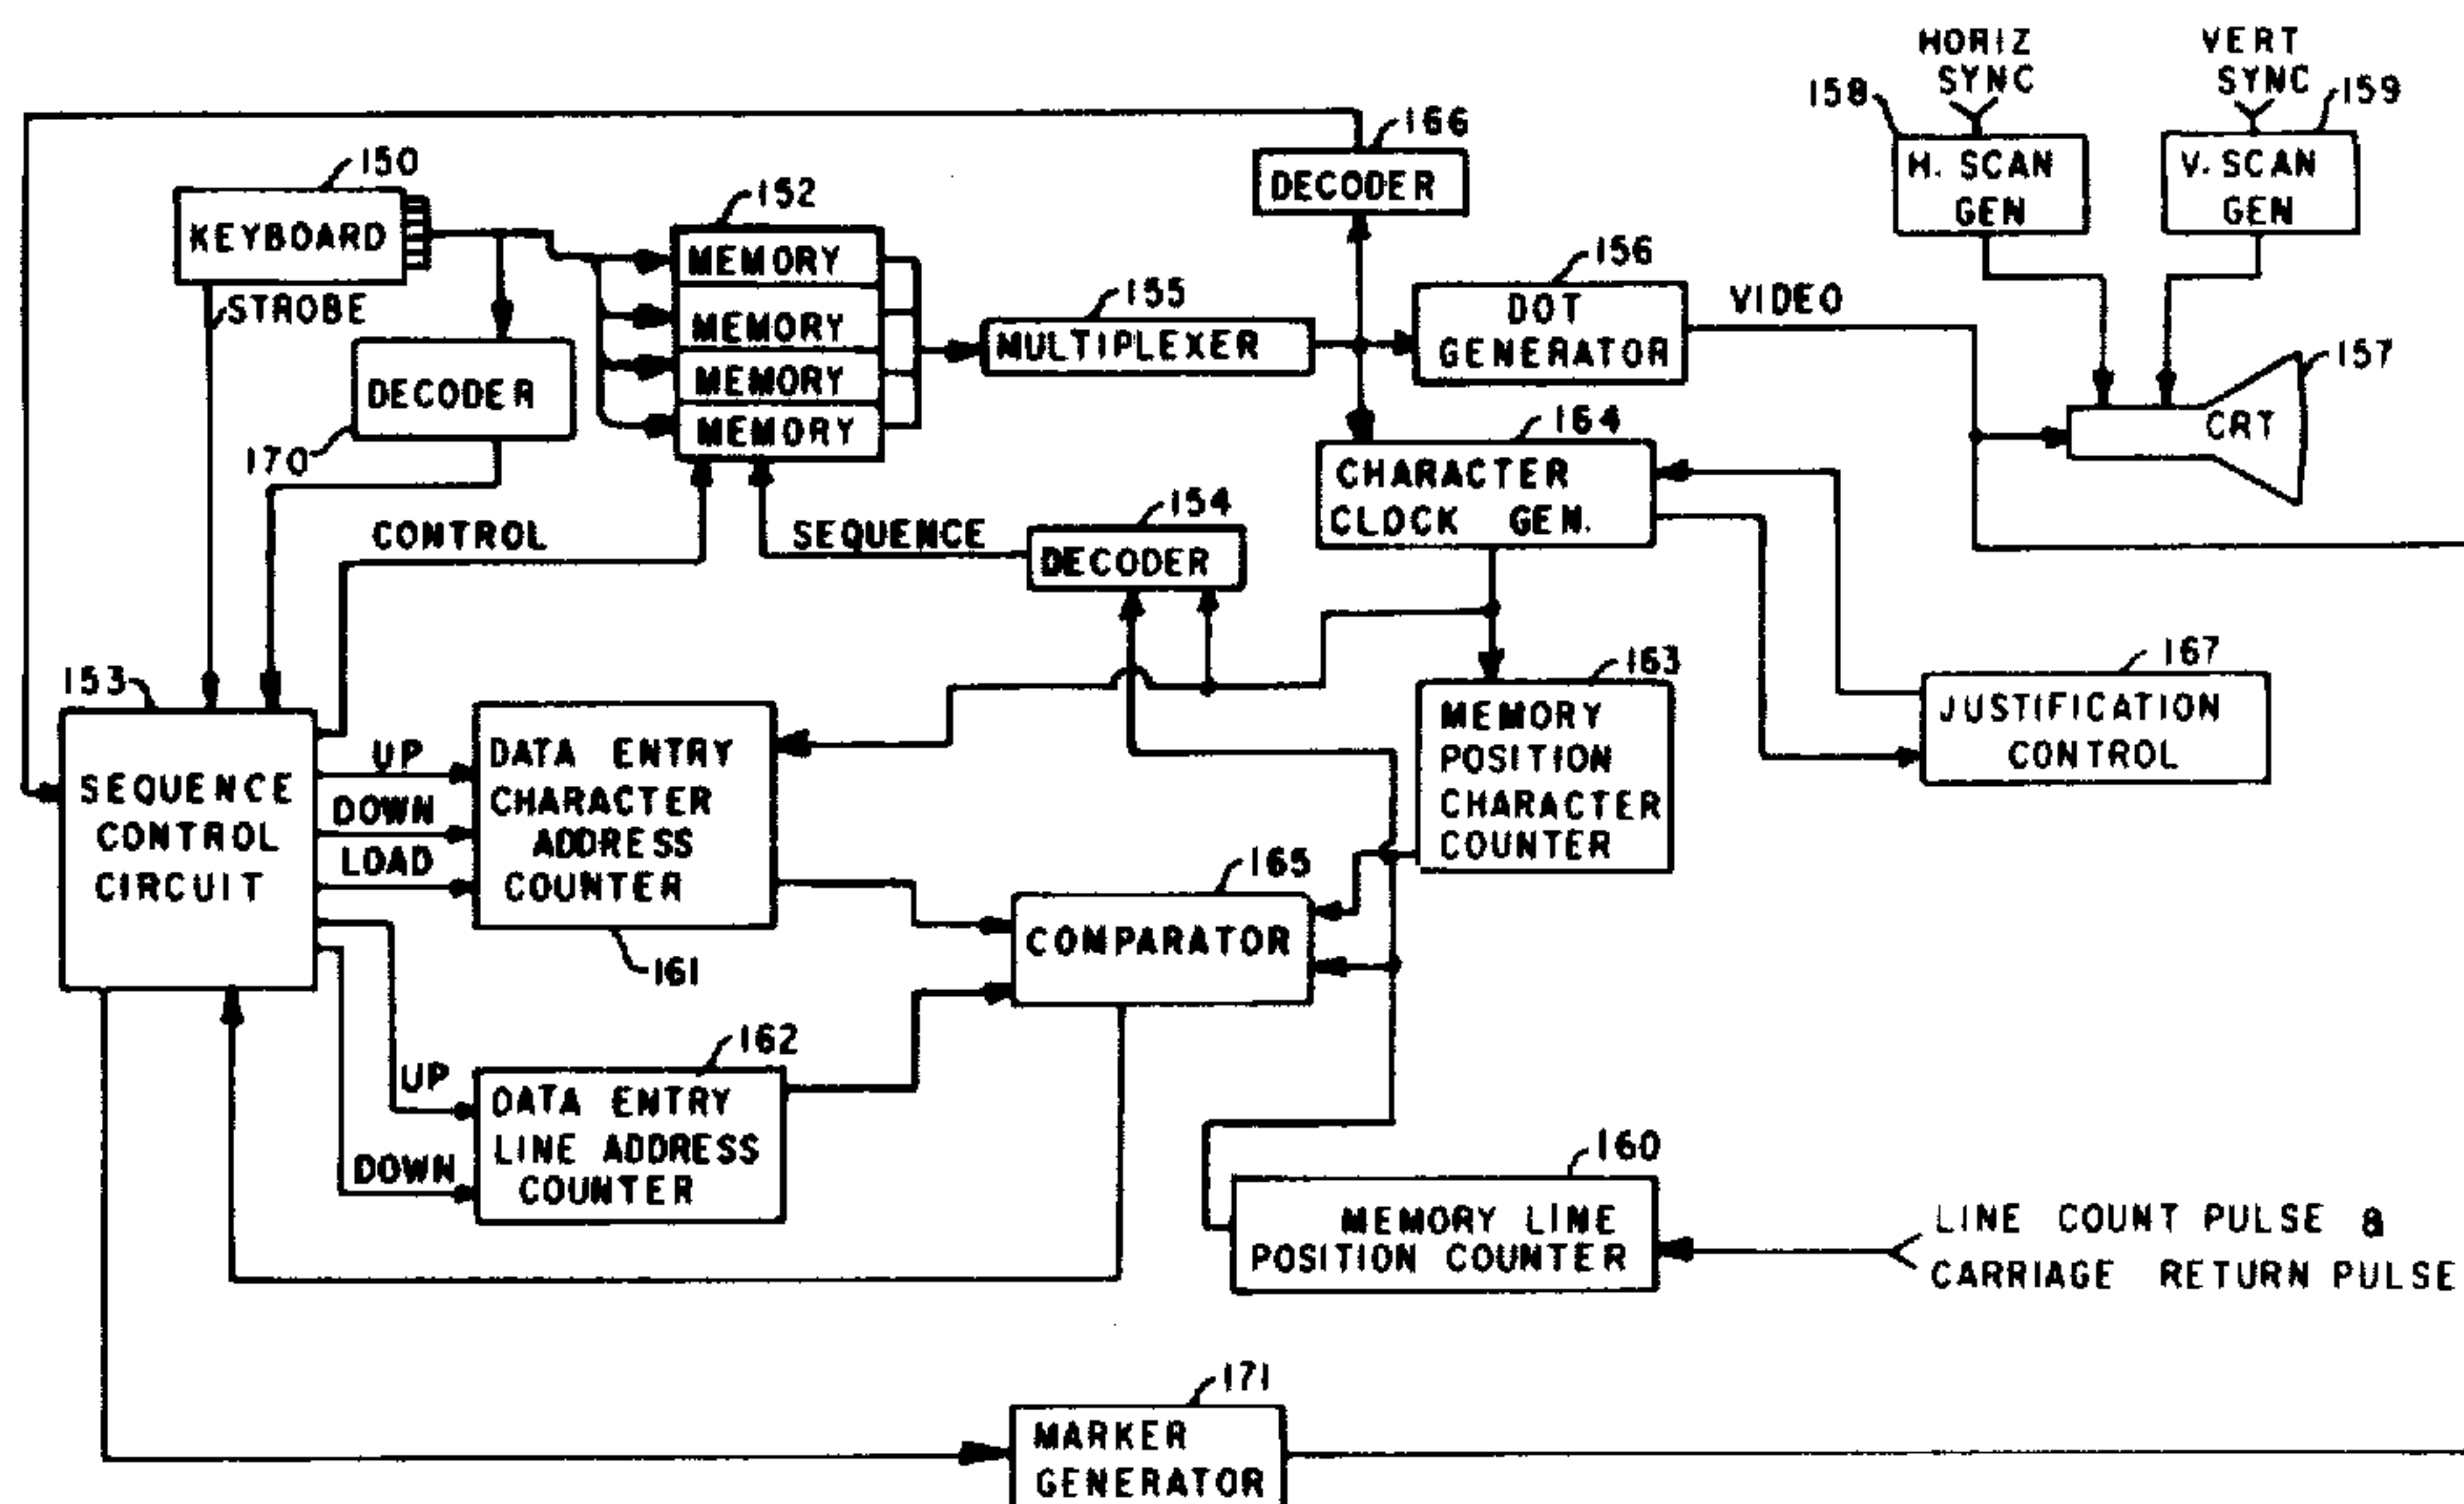 HORIZ
SYNC
VERT
SYNC
158
159
166
150
H. SCAN
GEN
V. SCAN
GEN
152
DECODER
KEYBOARD
156
MEMORY
155
DOT
GENERATOR
VIDEO
STROBE
MEMORY
MULTIPLEXER
157
MEMORY
DECODER
164
CRT
MEMORY
170
CHARACTER
CLOCK GEN.
154
CONTROL
SEQUENCE
DECODER
153
163
167
MEMORY
POSITION
CHARACTER
COUNTER
JUSTIFICATION
CONTROL
UP
DATA ENTRY
CHARACTER
ADDRESS
COUNTER
SEQUENCE
CONTROL
CIRCUIT
DOWN
LOAD
165
COMPARATOR
161
162
UP
DATA ENTRY
LINE ADDRESS
COUNTER
DOWN
160
MEMORY LINE
POSITION COUNTER
LINE COUNT PULSE &
CARRIAGE RETURN PULSE
171
MARKER
GENERATOR